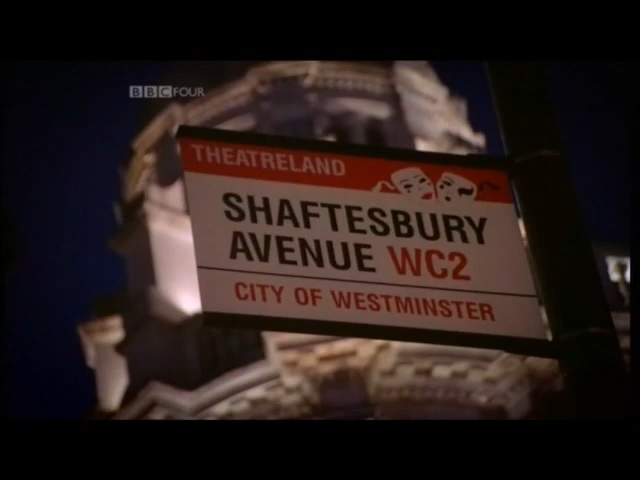 BBC FOUR
THEATRELAND
SHAFTESBURY
AVENUE WC2
CITY OF WESTMINSTER